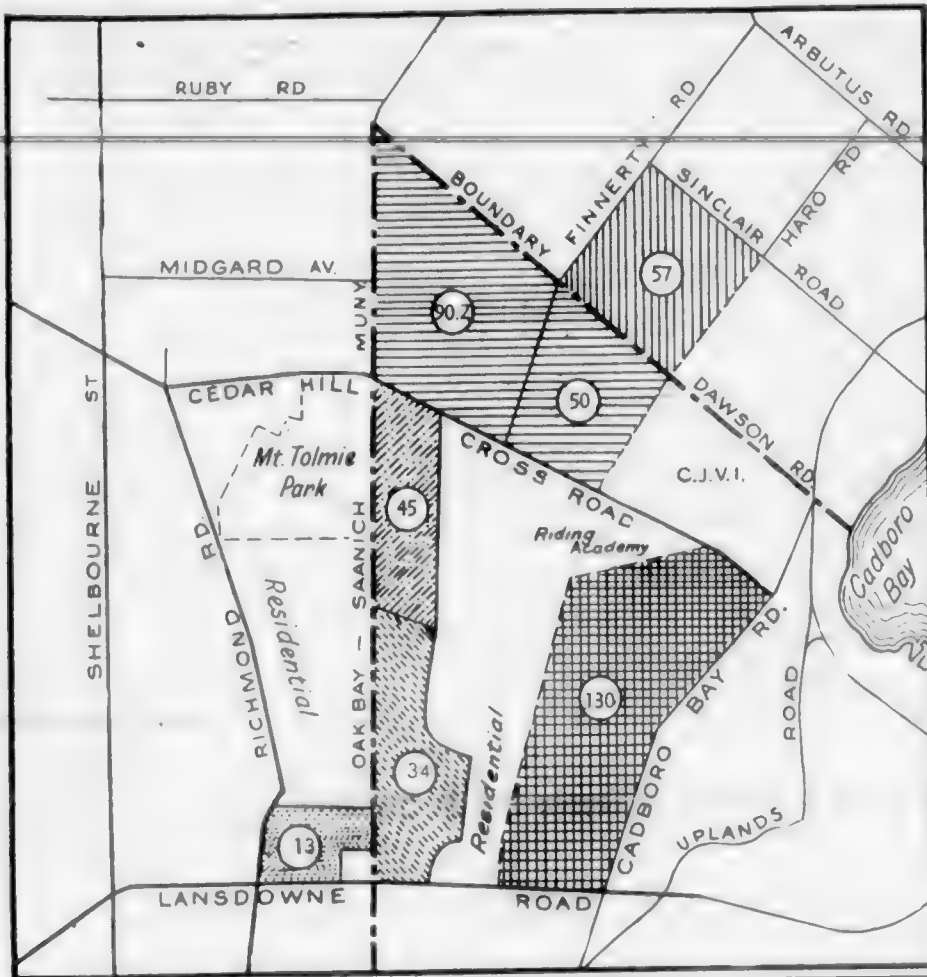 ARBUTUS RD
RUBY RD
FINNERTY RD
HARO RD
BOUNDARY
SINCLAIR ROAD
57
MIDGARD AV.
MUNY
90.2
50
DAWSON RD
CEDAR HILL CROSS ROAD
C.J.V.I.
SHELBOURNE ST
Mt. Tolmie
Park
45
Riding
Academy
Cadboro
Bay
RICHMOND RD
Residential
OAK BAY - SAANICH
130
CADBORO BAY RD.
34
Residential
UPLANDS ROAD
13
LANSDOWNE ROAD